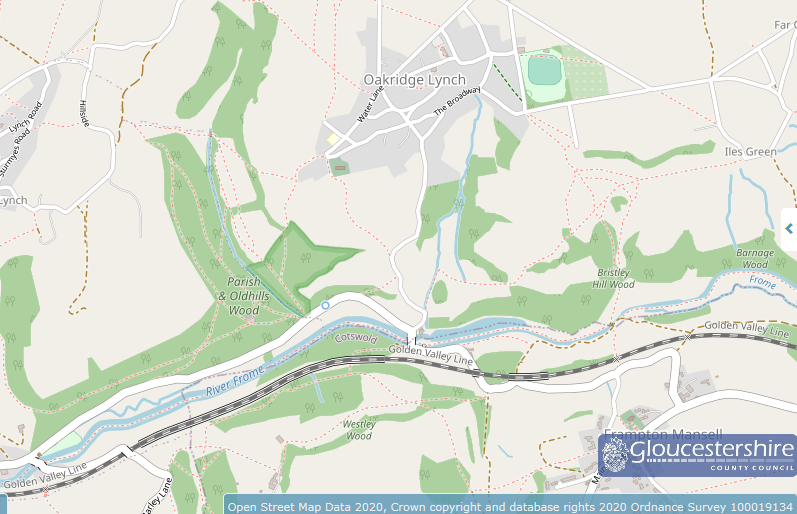 Far
Oakridge Lynch
Water Lane
The Broadway
Lynch Road
Sturmyes Road
Hillside
Iles Green
Lynch
Barnage
Wood
Bristley
Hill Wood
Frome
Parish
& Oldhills
Wood
Cotswold
Golden Valley Line
Golden Valley Line
River Frome
Westley
Wood
Frampton Mansell
Golden Valley Line
arley Lane
Gloucestershire
COUNTY COUNCIL
Open Street Map Data 2020, Crown copyright and database rights 2020 Ordnance Survey 100019134